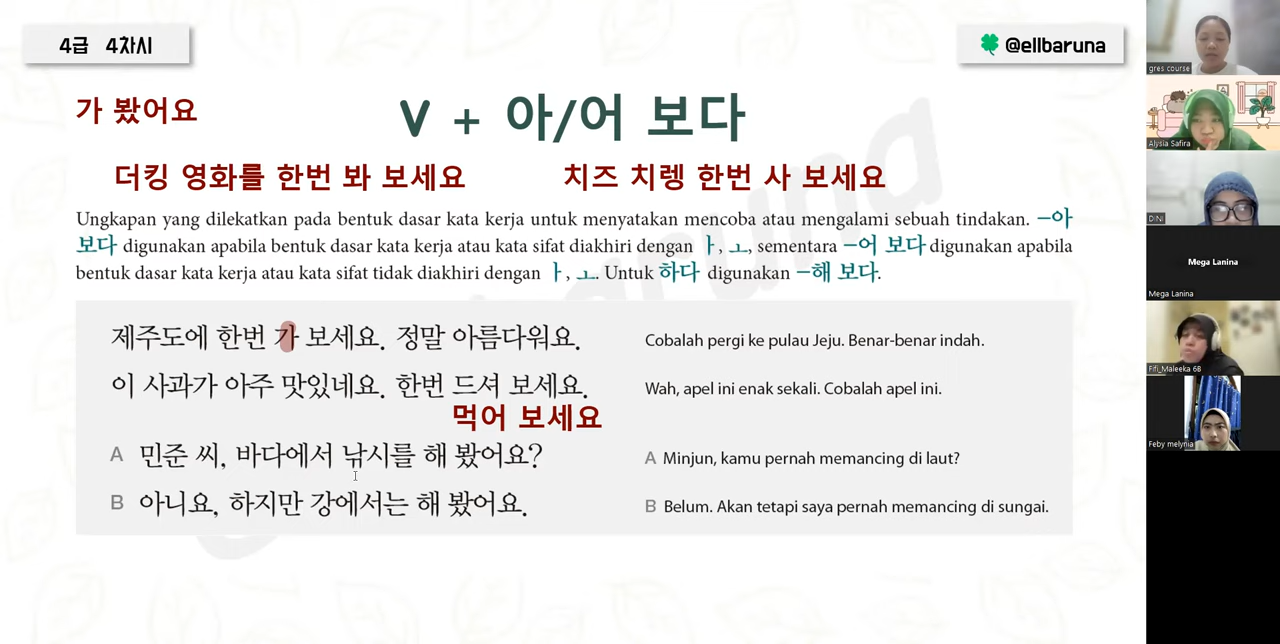 4급 4차시
@ellbaruna
가 봤어요
V + 아/어 보다
더킹 영화를 한번 봐 보세요
치즈 치렝 한번 사 보세요
Ungkapan yang dilekatkan pada bentuk dasar kata kerja untuk menyatakan mencoba atau mengalami sebuah tindakan. –아
보다 digunakan apabila bentuk dasar kata kerja atau kata sifat diakhiri dengan ㅏ, ㅗ, sementara –어 보다 digunakan apabila
bentuk dasar kata kerja atau kata sifat tidak diakhiri dengan ㅏ, ㅗ. Untuk 하다 digunakan –해 보다.
제주도에 한번 가 보세요. 정말 아름다워요.
Cobalah pergi ke pulau Jeju. Benar-benar indah.
이 사과가 아주 맛있네요. 한번 드셔 보세요.
Wah, apel ini enak sekali. Cobalah apel ini.
먹어 보세요
A 민준 씨, 바다에서 낚시를 해 봤어요?
A Minjun, kamu pernah memancing di laut?
B 아니요, 하지만 강에서는 해 봤어요.
B Belum. Akan tetapi saya pernah memancing di sungai.
gres course
Alysia Safira
DINI
Mega Lanina
Mega Lanina
Fifi_Maleeka 6B
Feby melynia